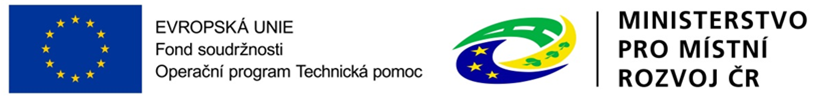 EVROPSKÁ UNIE
Fond soudržnosti
Operační program Technická pomoc
MINISTERSTVO
PRO MÍSTNÍ
ROZVOJ ČR